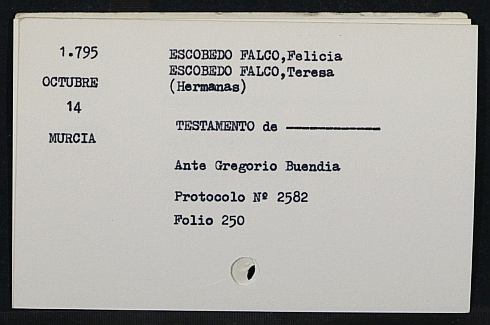 1.795
OCTUBRE
14
MURCIA
ESCOBEDO FALCO,Felicia
ESCOBEDO FALCO,Teresa
(Hermanas)
TESTAMENTO de ——————
Ante Gregorio Buendia
Protocolo Nº 2582
Folio 250